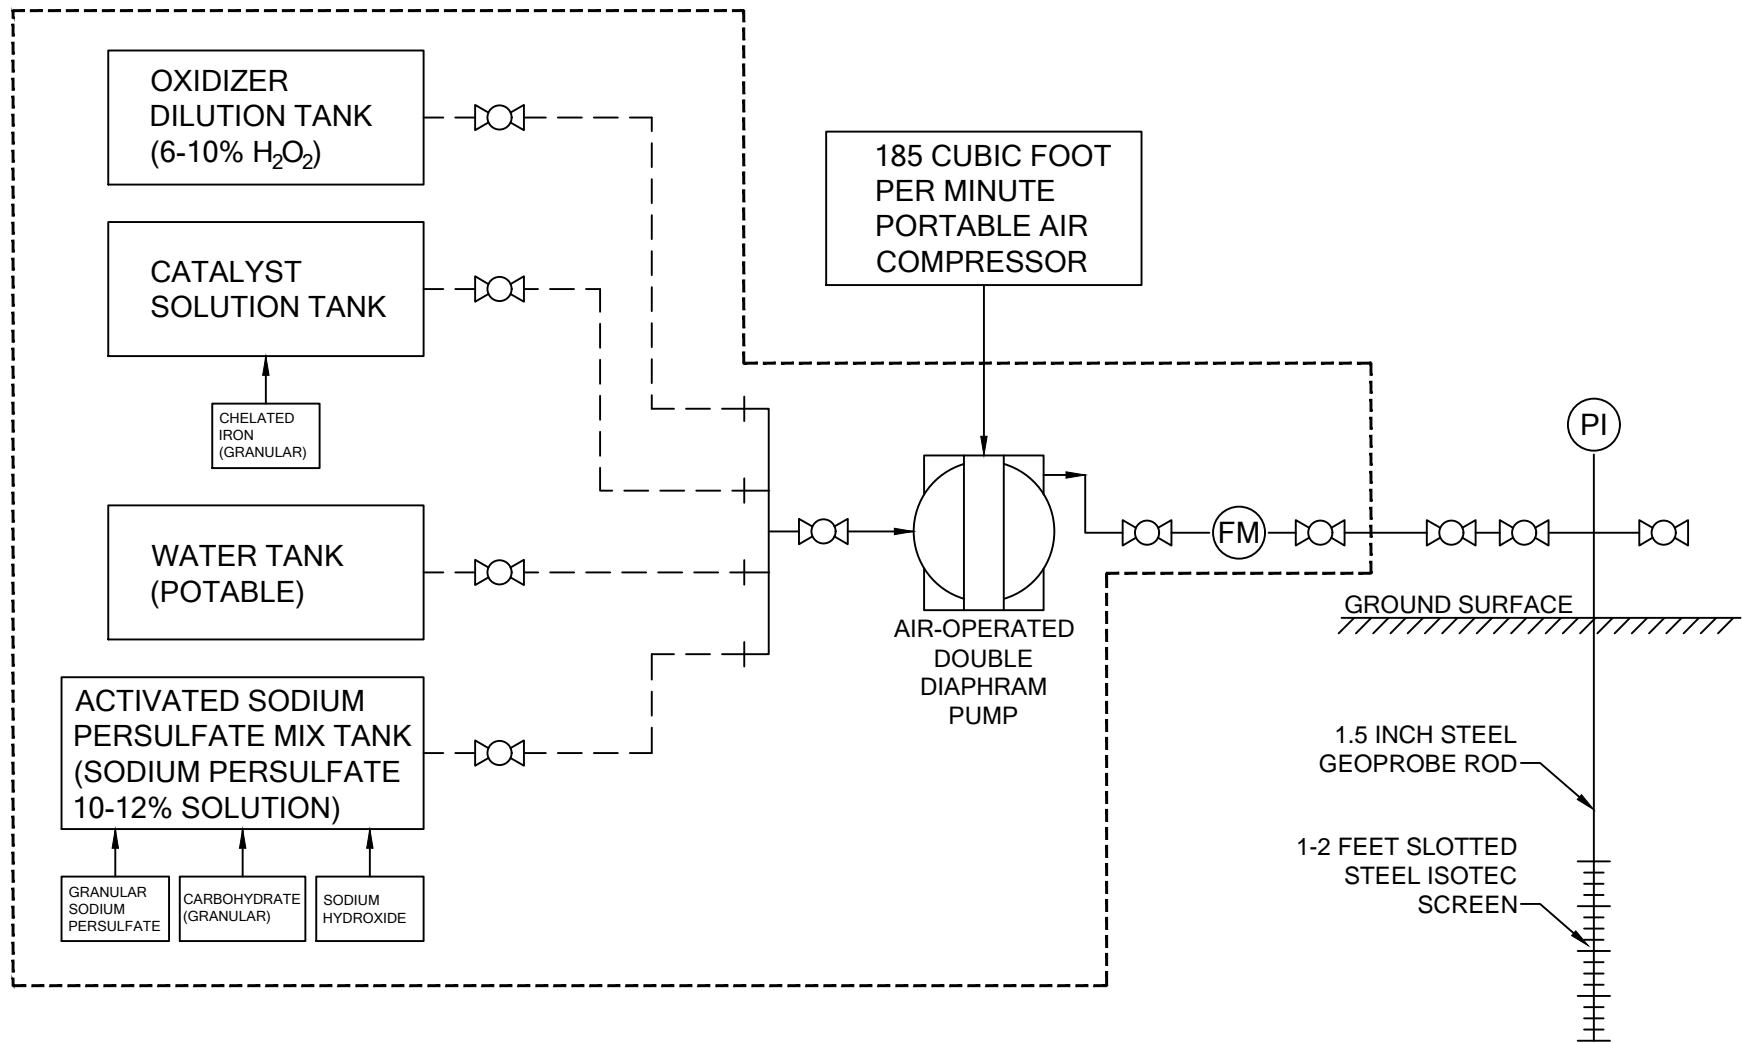 OXIDIZER
DILUTION TANK
(6-10% H₂O₂)
185 CUBIC FOOT
PER MINUTE
PORTABLE AIR
COMPRESSOR
CATALYST
SOLUTION TANK
CHELATED
IRON
(GRANULAR)
PI
WATER TANK
(POTABLE)
FM
GROUND SURFACE
AIR-OPERATED
DOUBLE
DIAPHRAM
PUMP
ACTIVATED SODIUM
PERSULFATE MIX TANK
(SODIUM PERSULFATE
10-12% SOLUTION)
1.5 INCH STEEL
GEOPROBE ROD
1-2 FEET SLOTTED
STEEL ISOTEC
SCREEN
GRANULAR
SODIUM
PERSULFATE
CARBOHYDRATE
(GRANULAR)
SODIUM
HYDROXIDE